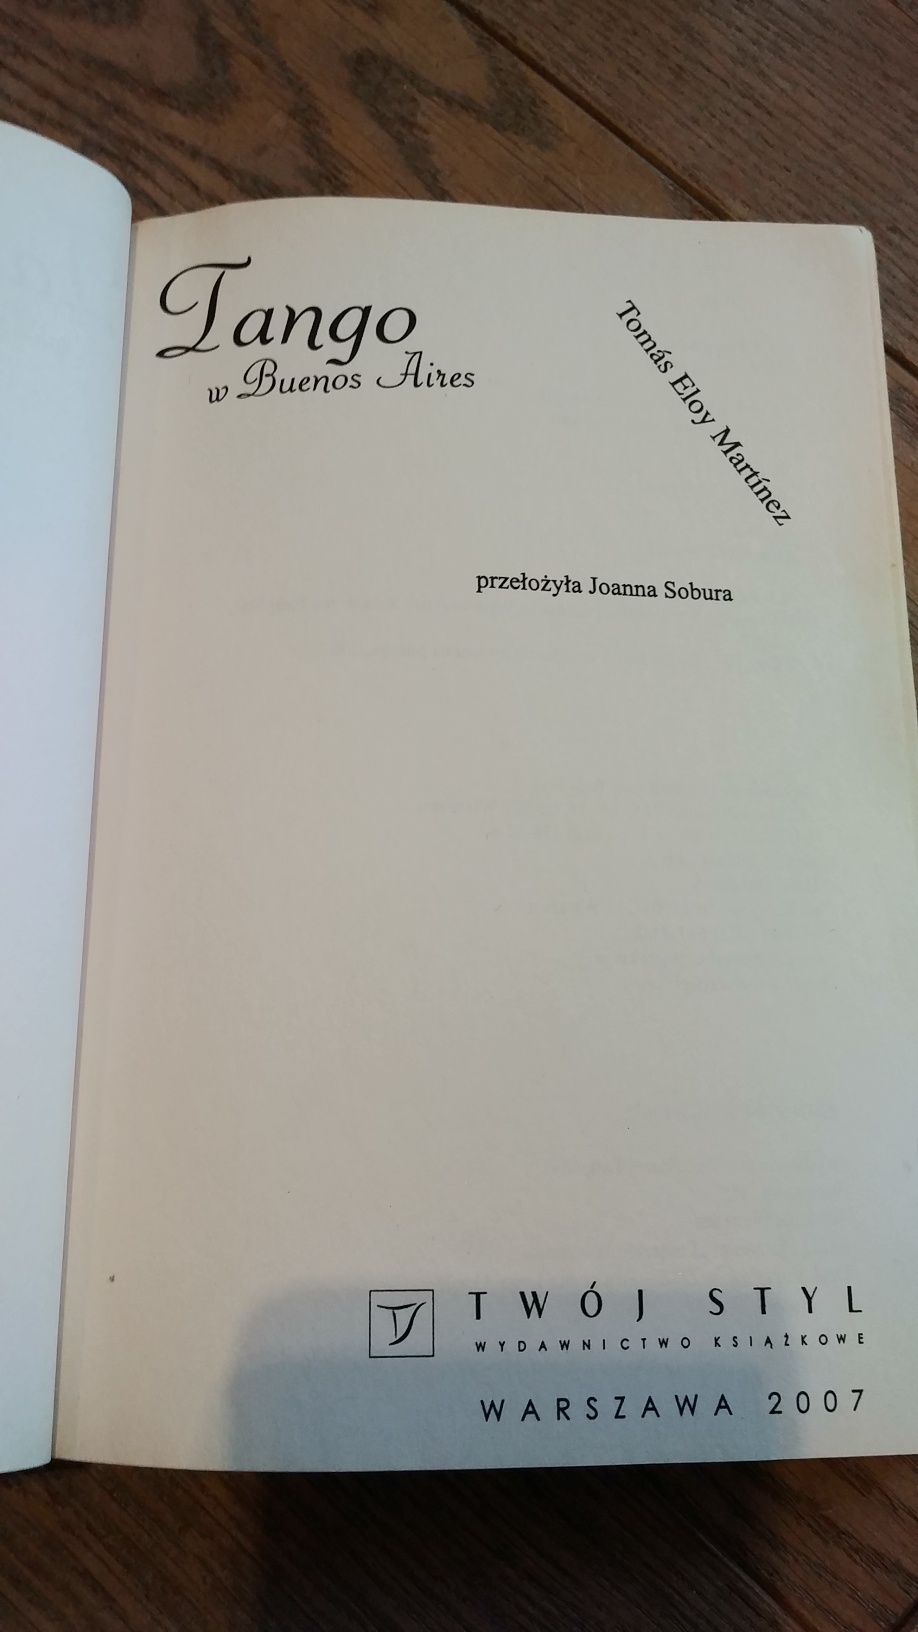 Tango
w Buenos Aires
Tomás Eloy Martínez
przełożyła Joanna Sobura
TWÓJ STYL
WYDAWNICTWO KSIĄŻKOWE
WARSZAWA 2007